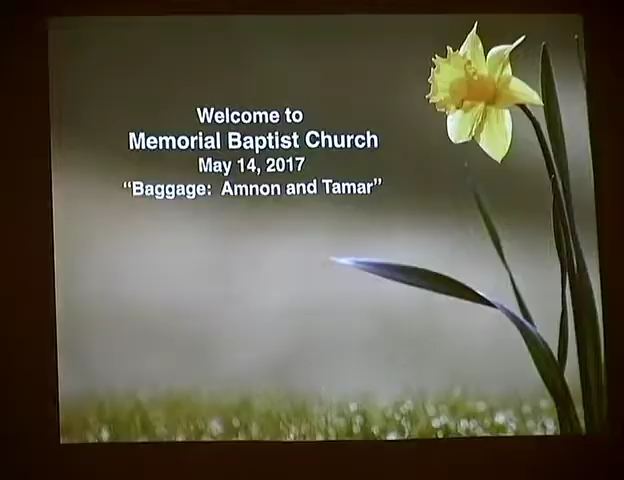 Welcome to
Memorial Baptist Church
May 14, 2017
“Baggage:  Amnon and Tamar”